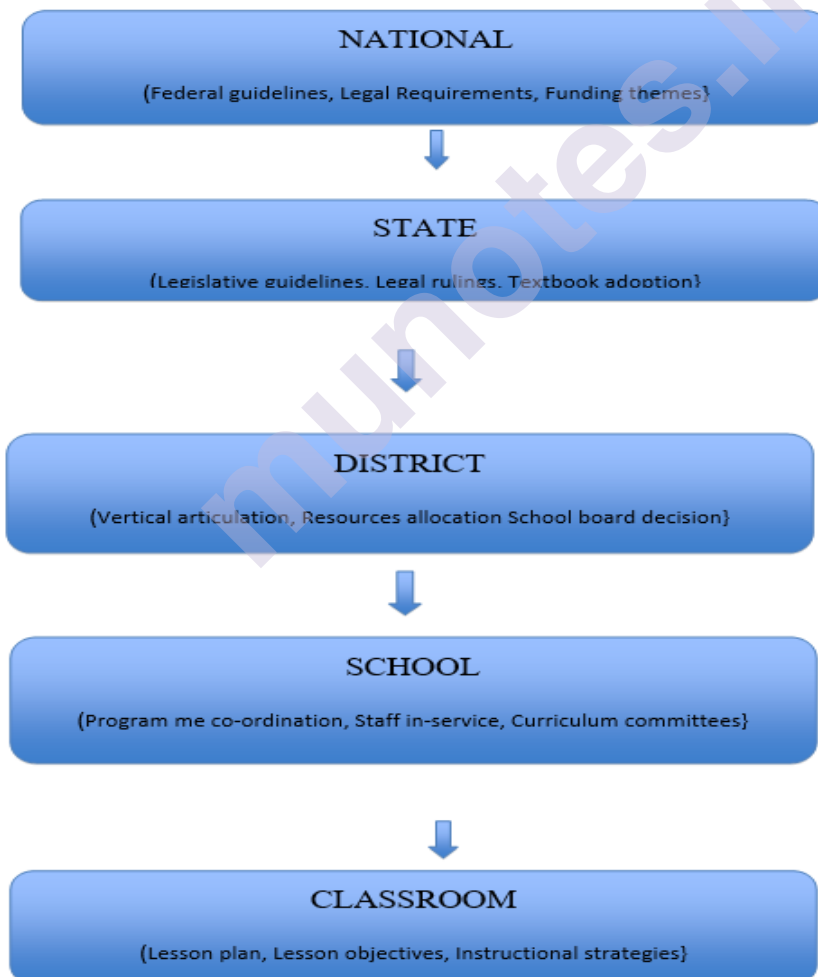 NATIONAL
(Federal guidelines, Legal Requirements, Funding themes}
STATE
(Legislative guidelines, Legal rulings, Textbook adoption}
DISTRICT
(Vertical articulation, Resources allocation School board decision}
SCHOOL
(Program me co-ordination, Staff in-service, Curriculum committees}
CLASSROOM
(Lesson plan, Lesson objectives, Instructional strategies}
munotes.i